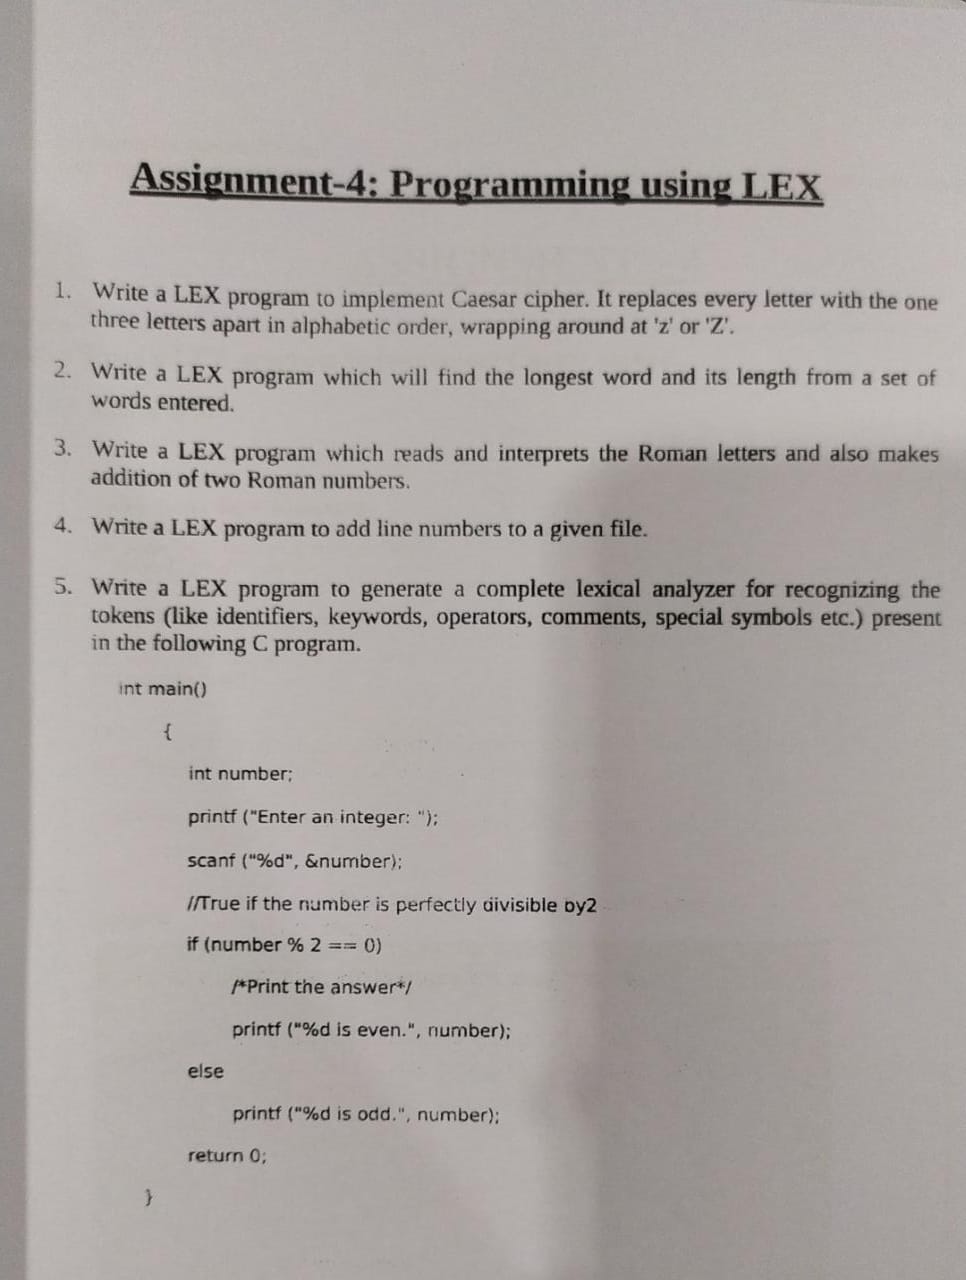 Assignment-4: Programming using LEX
1. Write a LEX program to implement Caesar cipher. It replaces every letter with the one
three letters apart in alphabetic order, wrapping around at 'z' or 'Z'.
2. Write a LEX program which will find the longest word and its length from a set of
words entered.
3. Write a LEX program which reads and interprets the Roman letters and also makes
addition of two Roman numbers.
4. Write a LEX program to add line numbers to a given file.
5. Write a LEX program to generate a complete lexical analyzer for recognizing the
tokens (like identifiers, keywords, operators, comments, special symbols etc.) present
in the following C program.
int main()
{
int number;
printf ("Enter an integer: ");
scanf ("%d", &number);
//True if the number is perfectly divisible by2
if (number % 2 == 0)
/*Print the answer*/
printf ("%d is even.", number);
else
printf ("%d is odd.", number);
return 0;
}